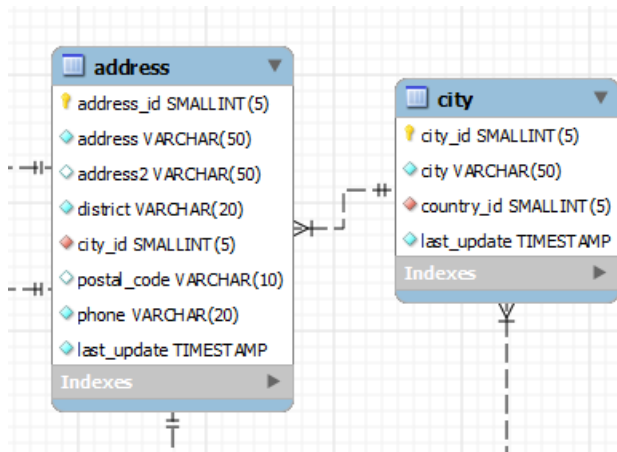 address
address_id SMALLINT(5)
address VARCHAR(50)
address2 VARCHAR(50)
district VARCHAR(20)
city_id SMALLINT(5)
postal_code VARCHAR(10)
phone VARCHAR(20)
last_update TIMESTAMP
Indexes
city
city_id SMALLINT(5)
city VARCHAR(50)
country_id SMALLINT(5)
last_update TIMESTAMP
Indexes